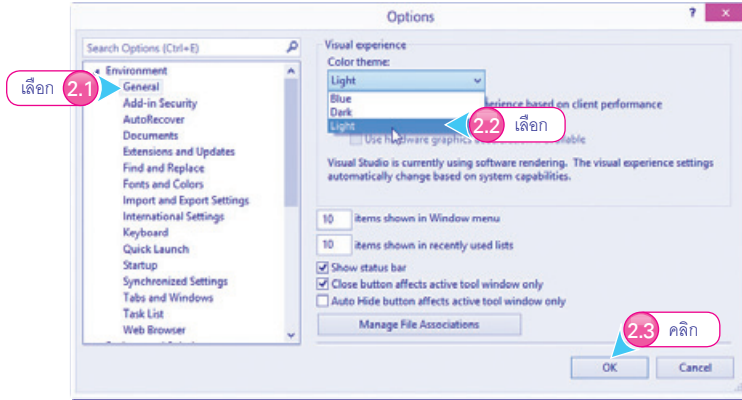 Options
?
Search Options (Ctrl+E)
Environment
General
Add-in Security
AutoRecover
Documents
Extensions and Updates
Find and Replace
Fonts and Colors
Import and Export Settings
International Settings
Keyboard
Quick Launch
Startup
Synchronized Settings
Tabs and Windows
Task List
Web Browser
เลือก 2.1
Visual experience
Color theme:
Light
Blue
Dark
Light
2.2 เลือก
erience based on client performance
Use hardware graphics
Visual Studio is currently using software rendering. The visual experience settings
automatically change based on system capabilities.
10 items shown in Window menu
10 items shown in recently used lists
Show status bar
Close button affects active tool window only
Auto Hide button affects active tool window only
Manage File Associations
2.3 คลิก
OK
Cancel